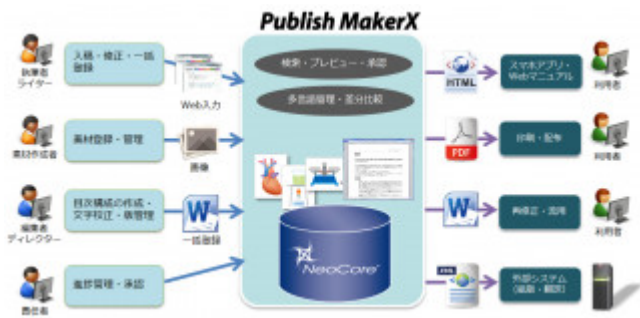 Publish MakerX
執筆者
ライター
入稿・修正・一括
登録
Web入力
検索・プレビュー・承認
多言語管理・差分比較
HTML
スマホアプリ・
Webマニュアル
利用者
素材作成者
素材登録・管理
画像
PDF
印刷・配布
利用者
編集者
ディレクター
目次構成の作成・
文字校正・版管理
W
一括登録
W
再修正・流用
利用者
責任者
進捗管理・承認
NeoCore
XML
外部システム